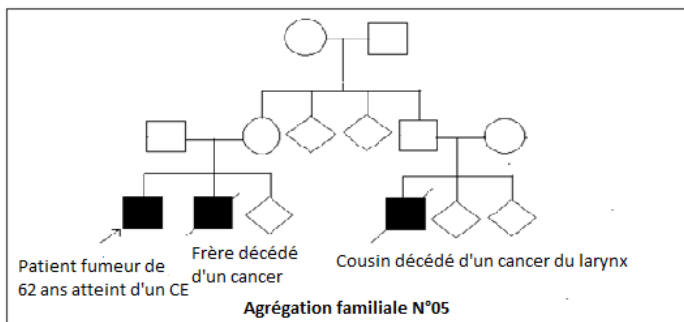 Patient fumeur de
62 ans atteint d'un CE
Frère décédé
d'un cancer
Cousin décédé d'un cancer du larynx
Agrégation familiale N°05